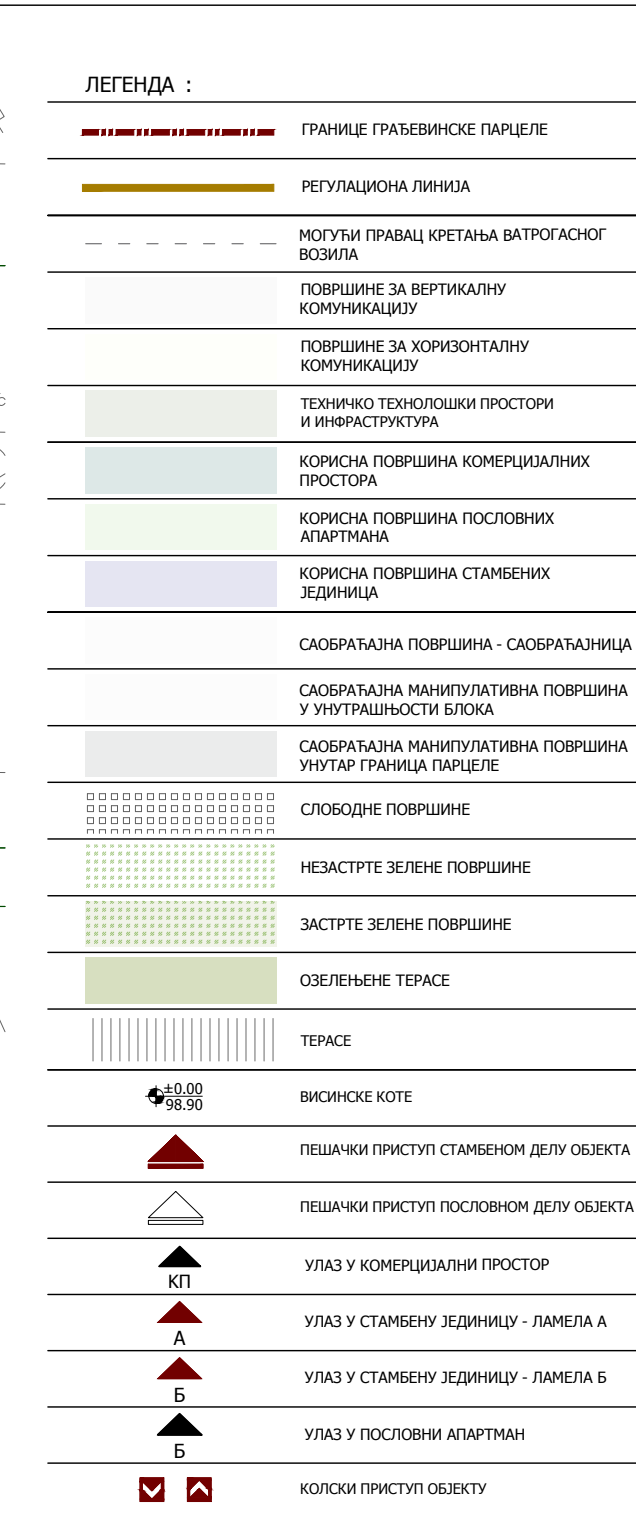 ЛЕГЕНДА :
ГРАНИЦЕ ГРАЂЕВИНСКЕ ПАРЦЕЛЕ
РЕГУЛАЦИОНА ЛИНИЈА
МОГУЋИ ПРАВАЦ КРЕТАЊА ВАТРОГАСНОГ
ВОЗИЛА
ПОВРШИНЕ ЗА ВЕРТИКАЛНУ
КОМУНИКАЦИЈУ
ПОВРШИНЕ ЗА ХОРИЗОНТАЛНУ
КОМУНИКАЦИЈУ
ТЕХНИЧКО ТЕХНОЛОШКИ ПРОСТОРИ
И ИНФРАСТРУКТУРА
КОРИСНА ПОВРШИНА КОМЕРЦИЈАЛНИХ
ПРОСТОРА
КОРИСНА ПОВРШИНА ПОСЛОВНИХ
АПАРТМАНА
КОРИСНА ПОВРШИНА СТАМБЕНИХ
ЈЕДИНИЦА
САОБРАЋАЈНА ПОВРШИНА - САОБРАЋАЈНИЦА
САОБРАЋАЈНА МАНИПУЛАТИВНА ПОВРШИНА
У УНУТРАШЊОСТИ БЛОКА
САОБРАЋАЈНА МАНИПУЛАТИВНА ПОВРШИНА
УНУТАР ГРАНИЦА ПАРЦЕЛЕ
СЛОБОДНЕ ПОВРШИНЕ
НЕЗАСТРТЕ ЗЕЛЕНЕ ПОВРШИНЕ
ЗАСТРТЕ ЗЕЛЕНЕ ПОВРШИНЕ
ОЗЕЛЕЊЕНЕ ТЕРАСЕ
ТЕРАСЕ
±0.00
98.90
ВИСИНСКЕ КОТЕ
ПЕШАЧКИ ПРИСТУП СТАМБЕНОМ ДЕЛУ ОБЈЕКТА
ПЕШАЧКИ ПРИСТУП ПОСЛОВНОМ ДЕЛУ ОБЈЕКТА
КП
УЛАЗ У КОМЕРЦИЈАЛНИ ПРОСТОР
А
УЛАЗ У СТАМБЕНУ ЈЕДИНИЦУ - ЛАМЕЛА А
Б
УЛАЗ У СТАМБЕНУ ЈЕДИНИЦУ - ЛАМЕЛА Б
Б
УЛАЗ У ПОСЛОВНИ АПАРТМАН
КОЛСКИ ПРИСТУП ОБЈЕКТУ